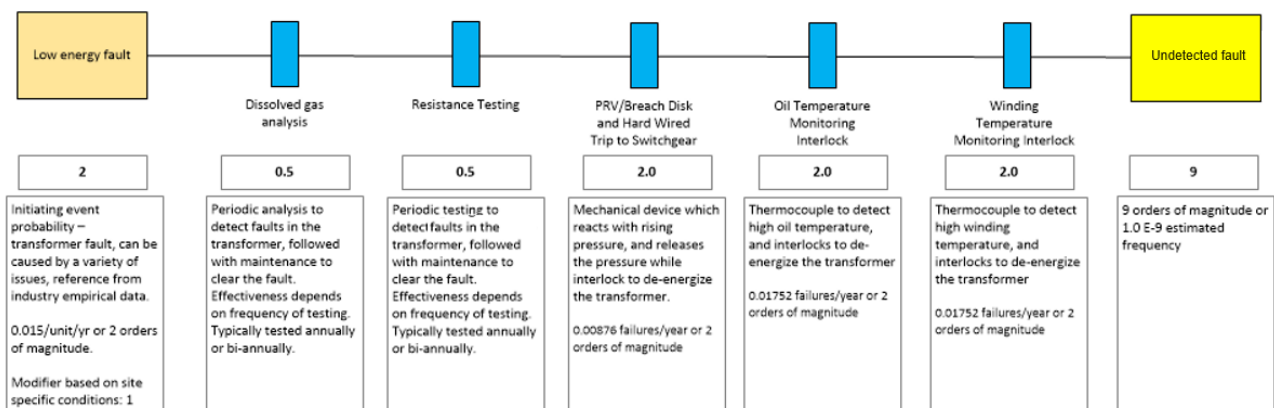 Low energy fault
Undetected fault
Dissolved gas
analysis
Resistance Testing
PRV/Breach Disk
and Hard Wired
Trip to Switchgear
Oil Temperature
Monitoring
Interlock
Winding
Temperature
Monitoring Interlock
2
0.5
0.5
2.0
2.0
2.0
9
Initiating event
probability –
transformer fault, can be
caused by a variety of
issues, reference from
industry empirical data.
0.015/unit/yr or 2 orders
of magnitude.
Modifier based on site
specific conditions: 1
Periodic analysis to
detect faults in the
transformer, followed
with maintenance to
clear the fault.
Effectiveness depends
on frequency of testing.
Typically tested annually
or bi-annually.
Periodic testing to
detect faults in the
transformer, followed
with maintenance to
clear the fault.
Effectiveness depends
on frequency of testing.
Typically tested annually
or bi-annually.
Mechanical device which
reacts with rising
pressure, and releases
the pressure while
interlock to de-energize
the transformer.
0.00876 failures/year or 2
orders of magnitude
Thermocouple to detect
high oil temperature,
and interlocks to de-
energize the transformer
0.01752 failures/year or 2
orders of magnitude
Thermocouple to detect
high winding
temperature, and
interlocks to de-energize
the transformer
0.01752 failures/year or 2
orders of magnitude
9 orders of magnitude or
1.0 E-9 estimated
frequency